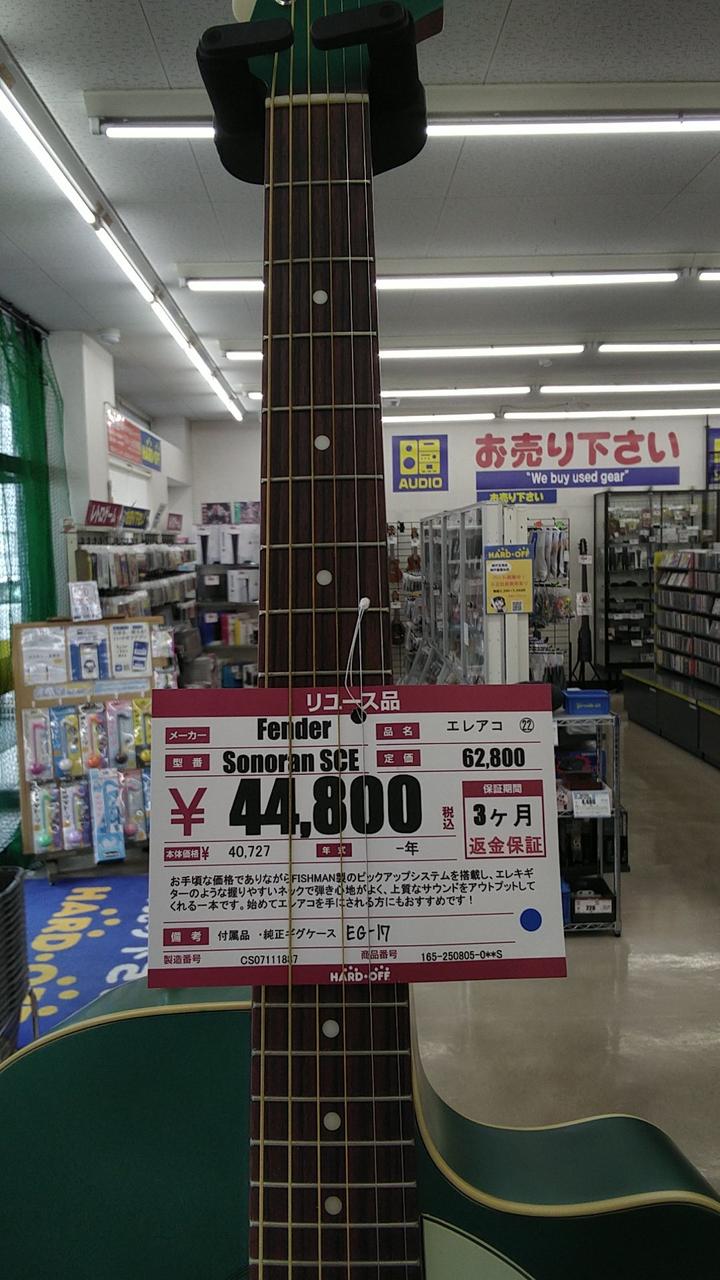 お売り下さい
AUDIO
"We buy used gear"
お売り下さい
HARD・OFF
レトロゲーム
リユース品
メーカー Fender 品名 エレアコ ㉒
型番 Sonoran SCE 定価 62,800
¥ 44,800 税込
保証期間
3ヶ月
返金保証
本体価格¥ 40,727 年式 -年
お手頃な価格でありながらFISHMAN製のピックアップシステムを搭載し、エレキギ
ターのような握りやすいネックで弾き心地がよく、上質なサウンドをアウトプットして
くれる一本です。始めてエレアコを手にされる方にもおすすめです！
備考 付属品 ・純正ギグケース EG-17
製造番号 CS07111887 商品番号 165-250805-0**S
HARD・OFF
HARD・OFF